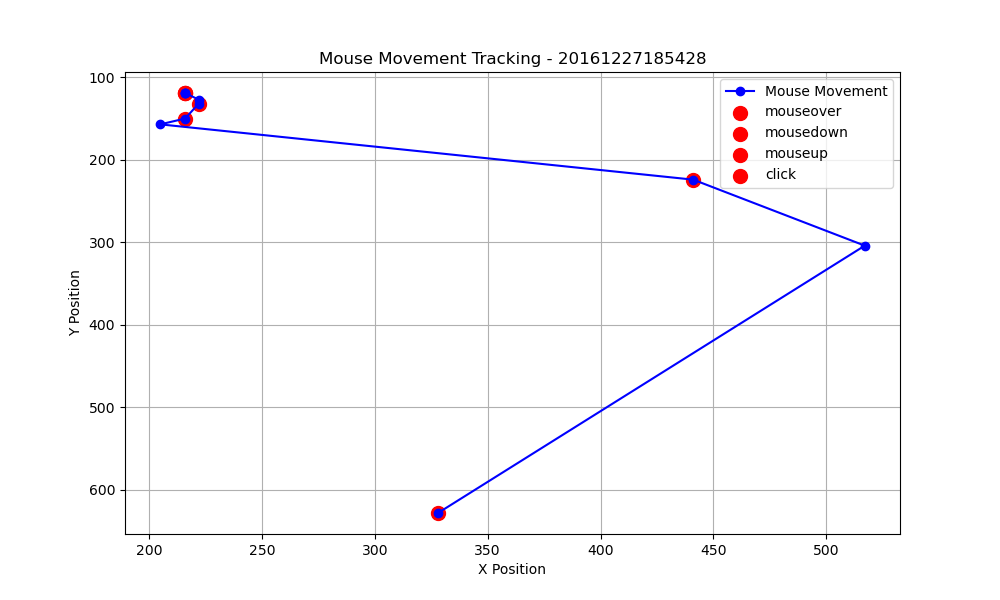 Mouse Movement Tracking - 20161227185428
100
200
300
400
500
600
Y Position
Mouse Movement
mouseover
mousedown
mouseup
click
200
250
300
350
400
450
500
X Position